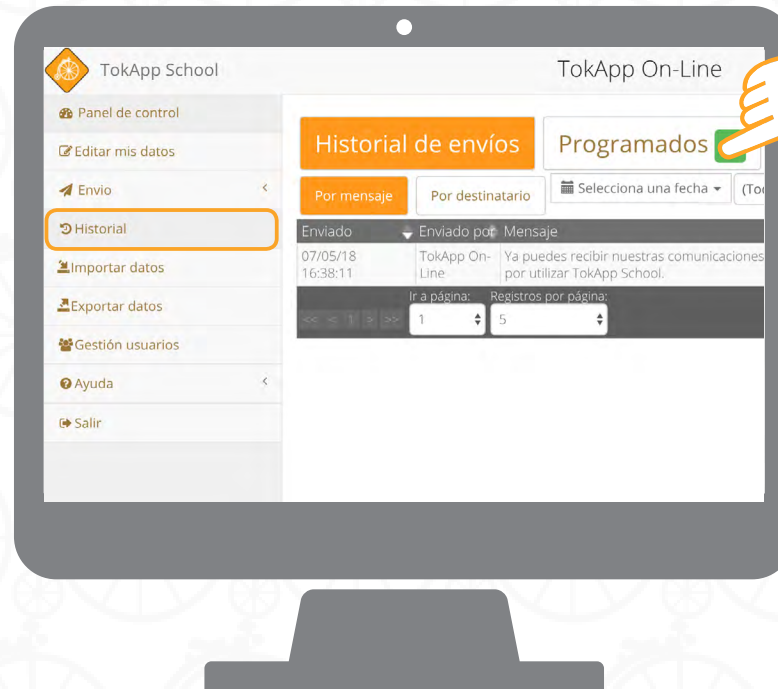 TokApp School
TokApp On-Line
Panel de control
Editar mis datos
Envio
Historial
Importar datos
Exportar datos
Gestión usuarios
Ayuda
Salir
Historial de envíos
Programados
Por mensaje
Por destinatario
Selecciona una fecha
Enviado
Enviado por
Mensaje
07/05/18
16:38:11
TokApp On-
Line
Ya puedes recibir nuestras comunicaciones
por utilizar TokApp School.
Ir a página:
Registros por página:
<< < 1 > >>
1
5